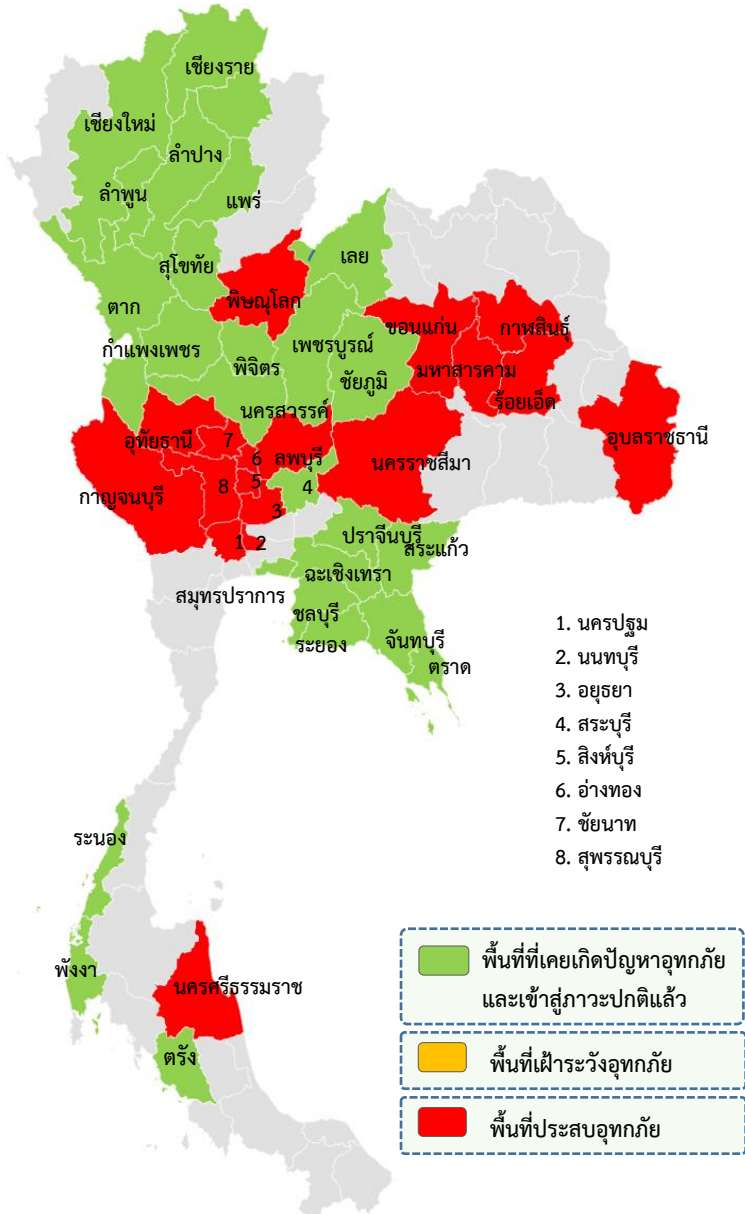 เชียงราย
เชียงใหม่
ลำปาง
ลำพูน
แพร่
สุโขทัย
เลย
ตาก
พิษณุโลก
ขอนแก่น
กาฬสินธุ์
กำแพงเพชร
พิจิตร
เพชรบูรณ์
มหาสารคาม
ชัยภูมิ
ร้อยเอ็ด
นครสวรรค์
อุทัยธานี
7
ลพบุรี
นครราชสีมา
อุบลราชธานี
6
กาญจนบุรี
8
5
4
3
1
2
ปราจีนบุรี
สระแก้ว
ฉะเชิงเทรา
สมุทรปราการ
ชลบุรี
ระยอง
จันทบุรี
ตราด
1. นครปฐม
2. นนทบุรี
3. อยุธยา
4. สระบุรี
5. สิงห์บุรี
6. อ่างทอง
7. ชัยนาท
8. สุพรรณบุรี
ระนอง
พังงา
นครศรีธรรมราช
ตรัง
พื้นที่ที่เคยเกิดปัญหาอุทกภัย
และเข้าสู่ภาวะปกติแล้ว
พื้นที่เฝ้าระวังอุทกภัย
พื้นที่ประสบอุทกภัย